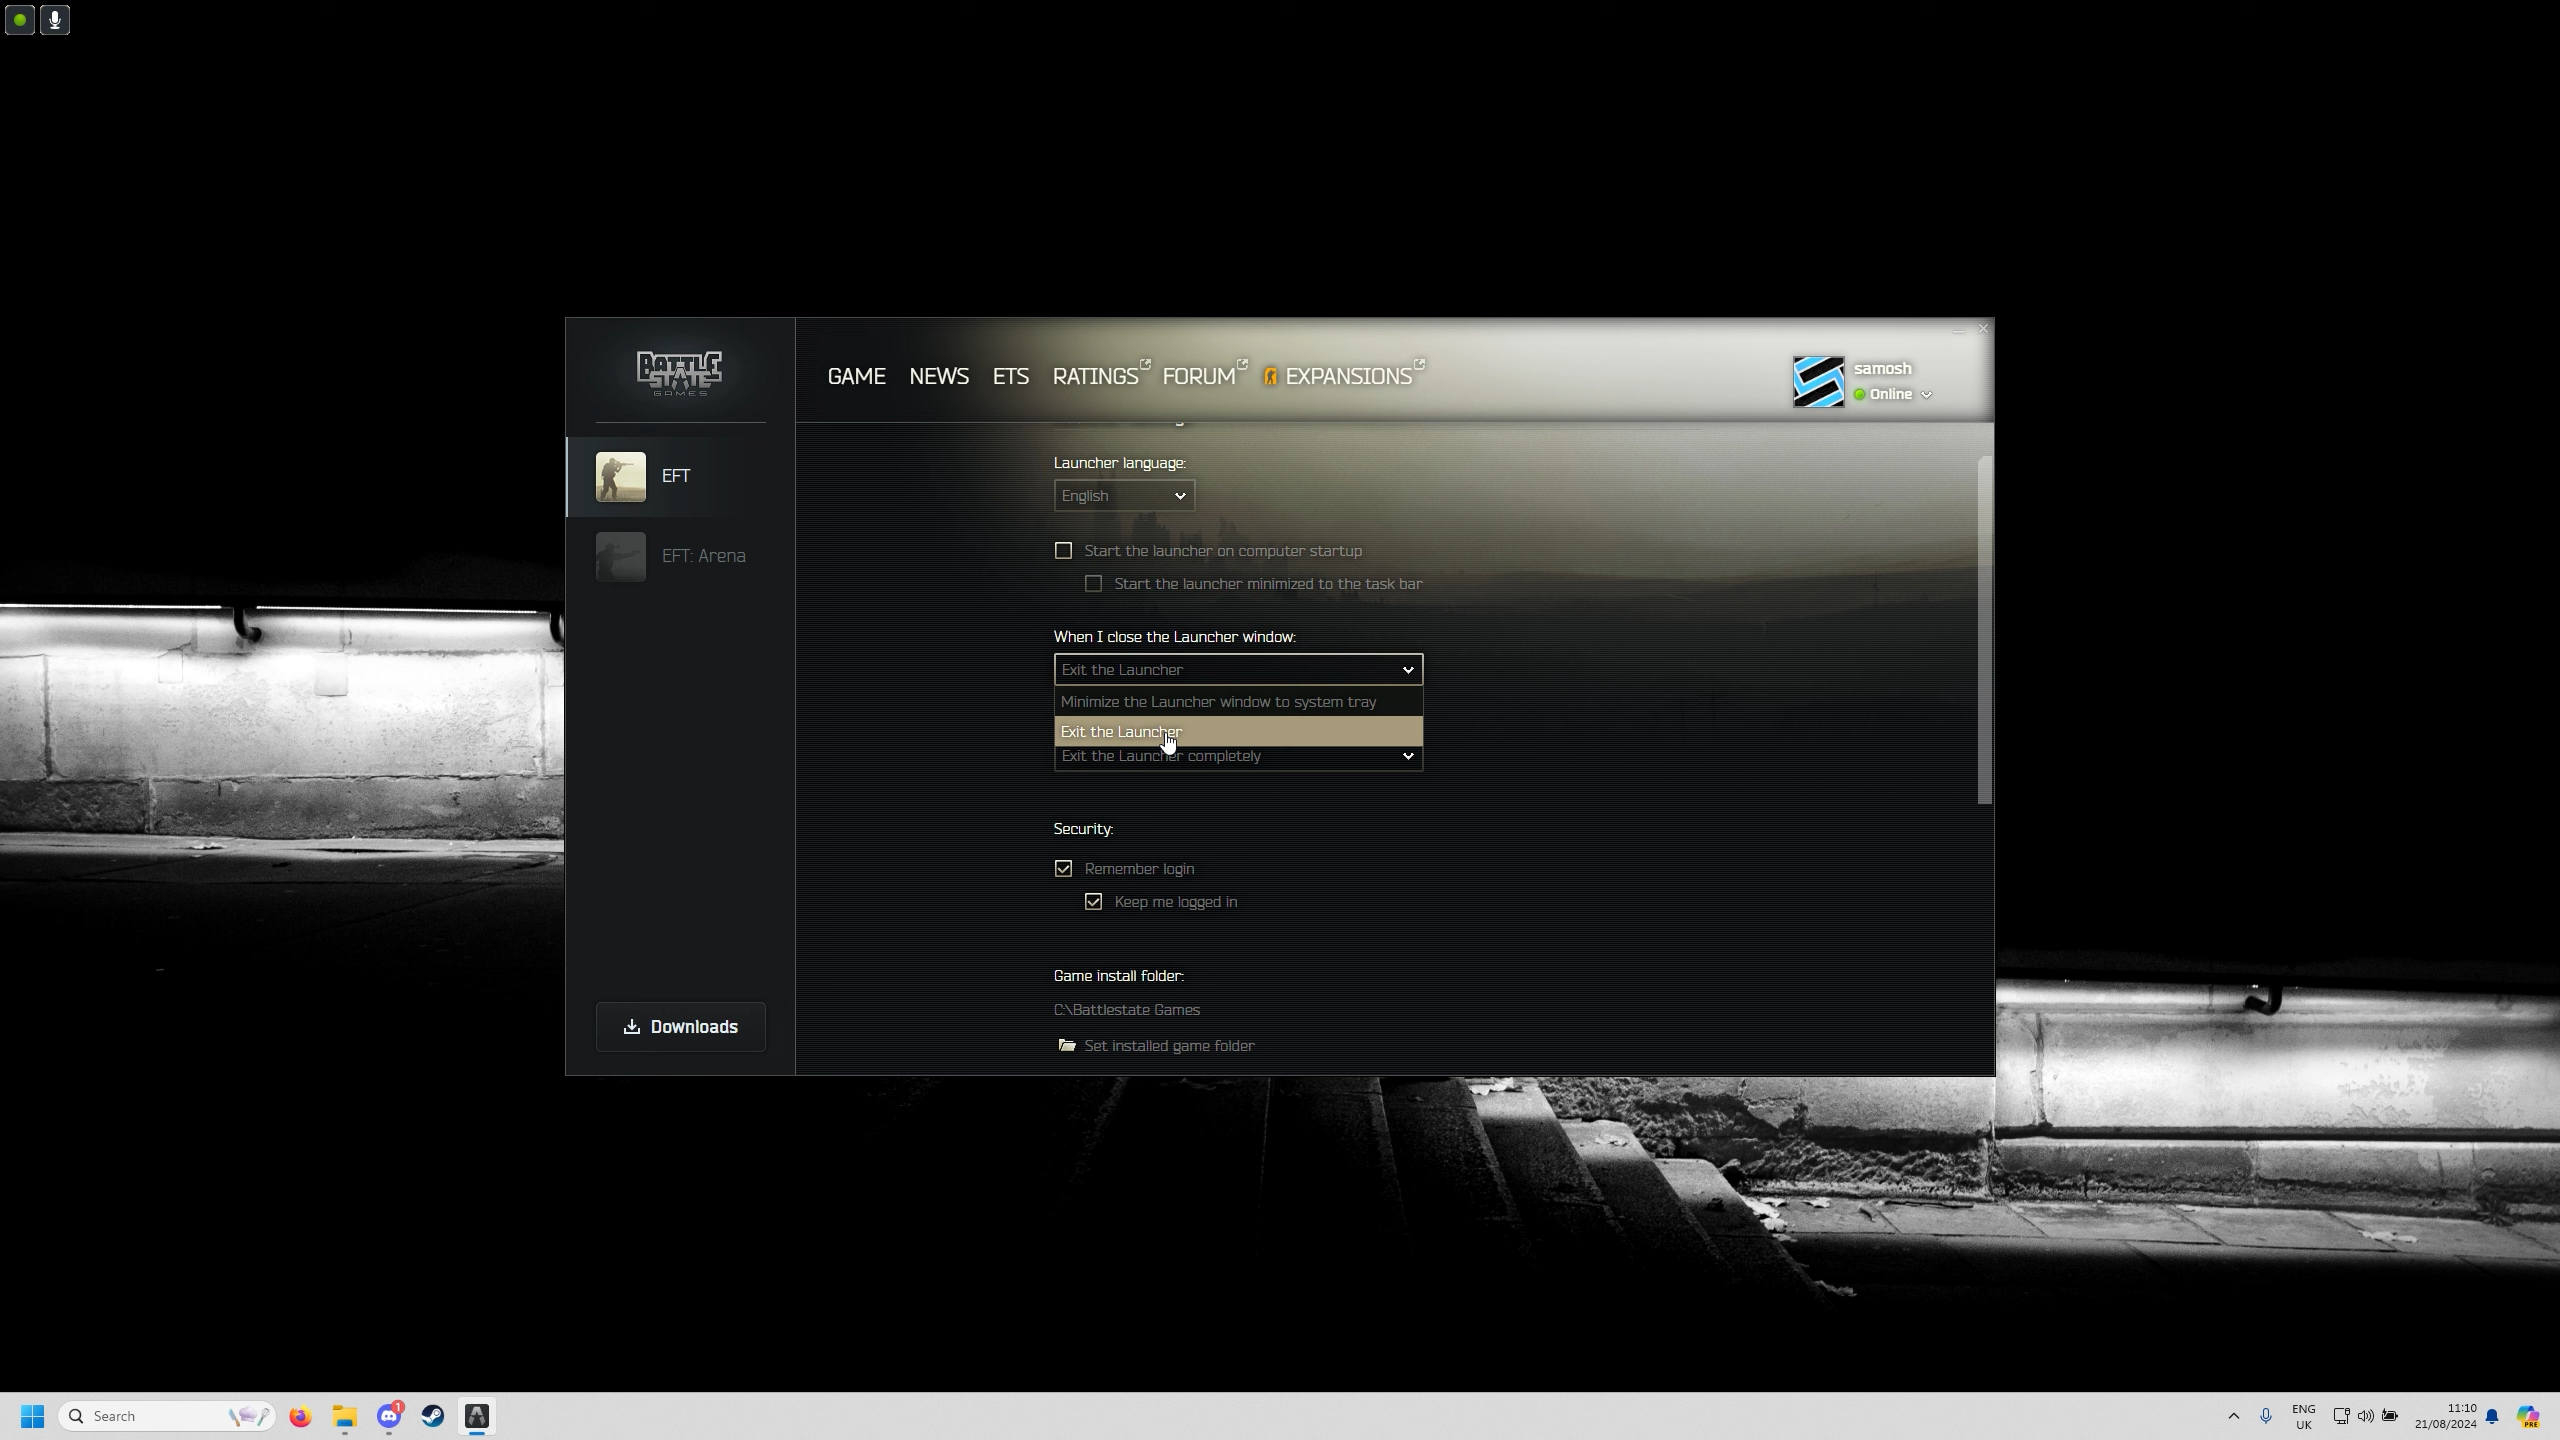 BATTLE
STATE
GAMES
GAME NEWS ETS RATINGS FORUM EXPANSIONS
samosh
Online
EFT
EFT: Arena
Downloads
Launcher language:
English
Start the launcher on computer startup
Start the launcher minimized to the task bar
When I close the Launcher window:
Exit the Launcher
Minimize the Launcher window to system tray
Exit the Launcher
Exit the Launcher completely
Security:
Remember login
Keep me logged in
Game install folder:
C:\Battlestate Games
Set installed game folder
Search
1
ENG
UK
11:10
21/08/2024
PRE